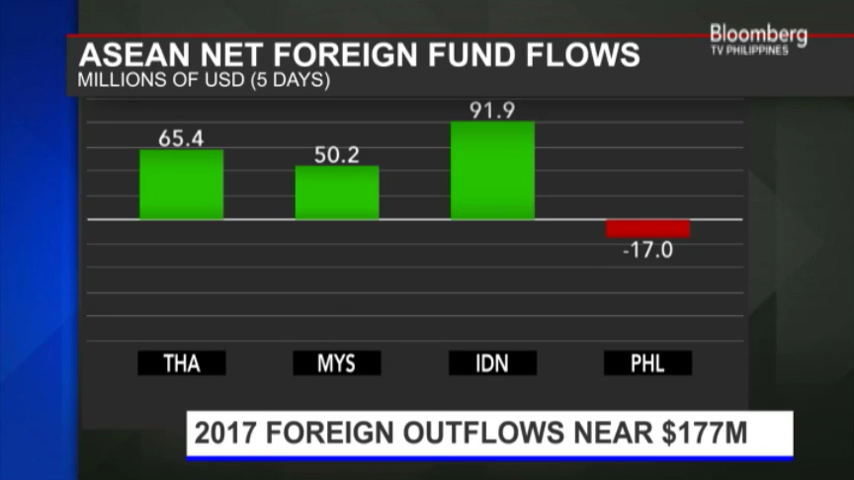 Bloomberg
TV PHILIPPINES
ASEAN NET FOREIGN FUND FLOWS
MILLIONS OF USD (5 DAYS)
65.4
50.2
91.9
-17.0
THA
MYS
IDN
PHL
2017 FOREIGN OUTFLOWS NEAR $177M